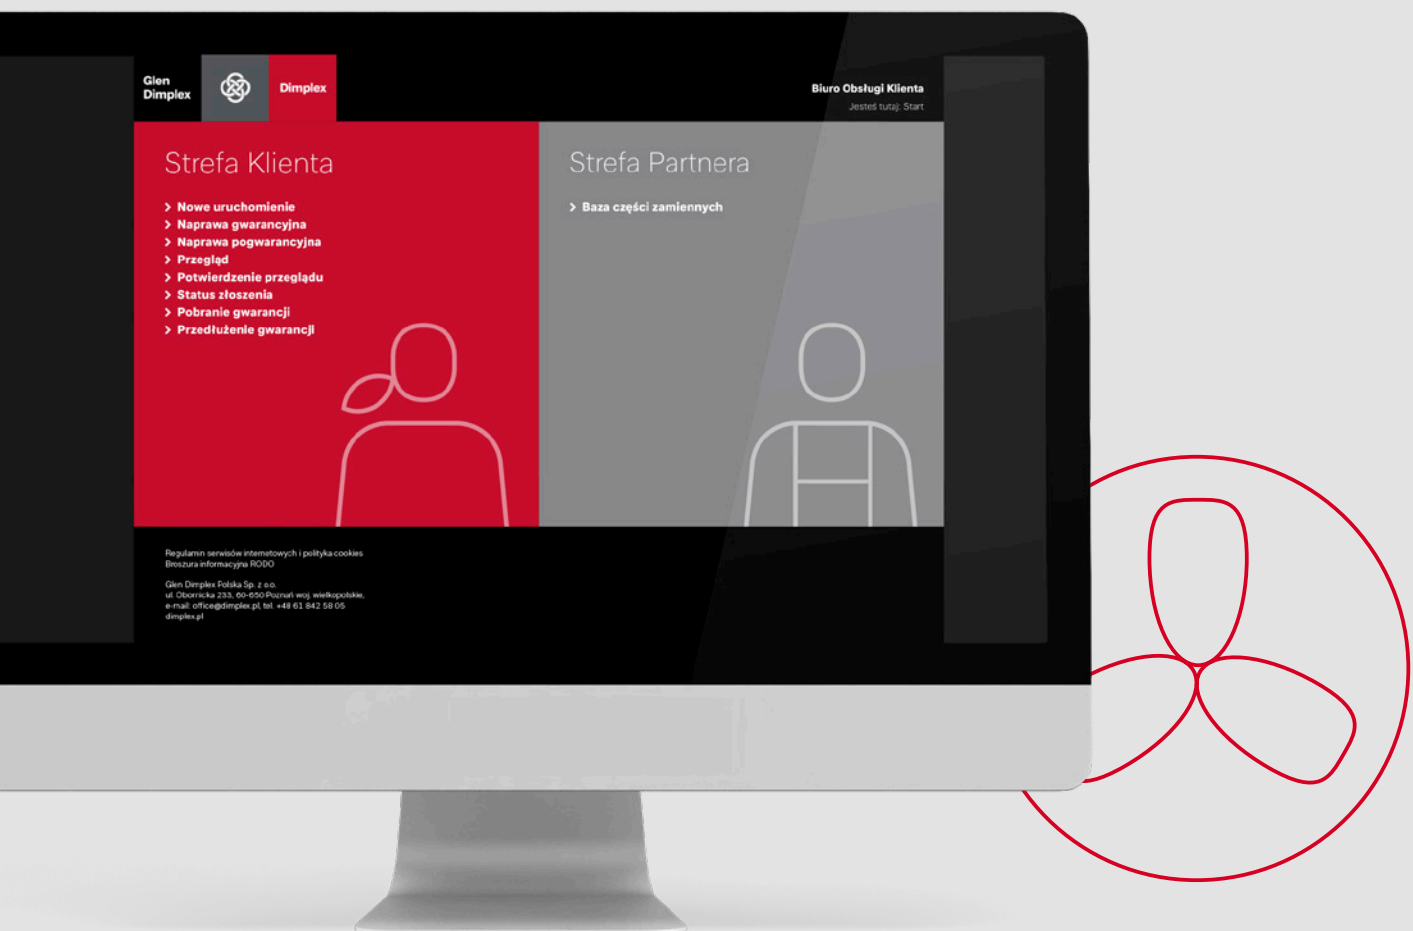 Glen
Dimplex
Dimplex
Biuro Obsługi Klienta
Jesteś tutaj: Start
Strefa Klienta
Nowe uruchomienie
Naprawa gwarancyjna
Naprawa pogwarancyjna
Przegląd
Potwierdzenie przeglądu
Status złoszenia
Pobranie gwarancji
Przedłużenie gwarancji
Strefa Partnera
Baza części zamiennych
Regulamin serwisów internetowych i polityka cookies
Broszura informacyjna RODO
Glen Dimplex Polska Sp. z o.o.
ul. Obornicka 233, 60-650 Poznań woj. wielkopolskie,
e-mail: office@dimplex.pl, tel. +48 61 842 58 05
dimplex.pl